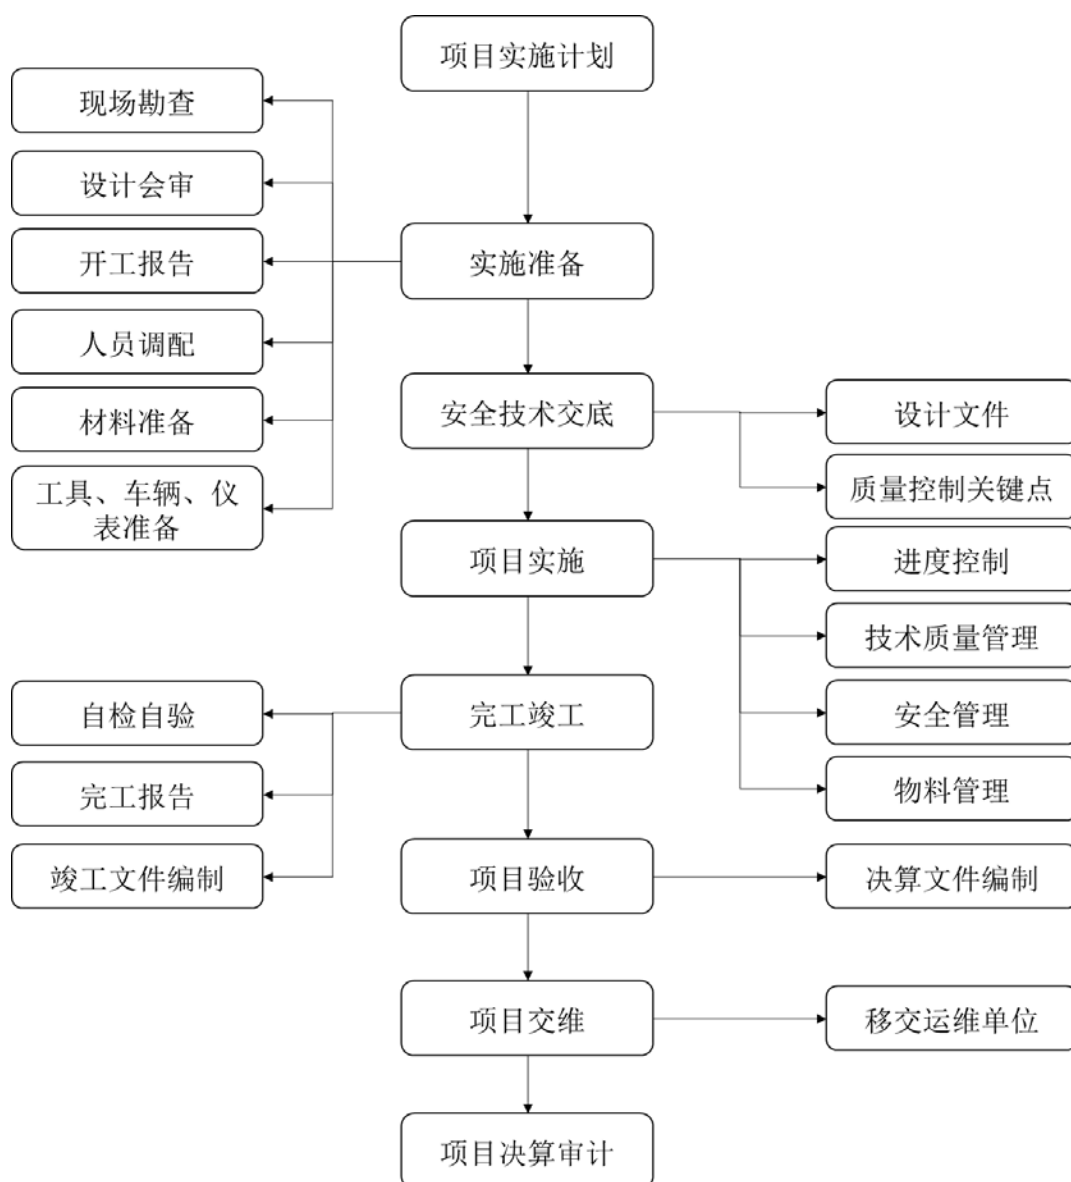 项目实施计划
现场勘查
设计会审
开工报告
实施准备
人员调配
材料准备
工具、车辆、仪
表准备
安全技术交底
设计文件
质量控制关键点
项目实施
进度控制
技术质量管理
安全管理
物料管理
完工竣工
自检自验
完工报告
竣工文件编制
项目验收
决算文件编制
项目交维
移交运维单位
项目决算审计